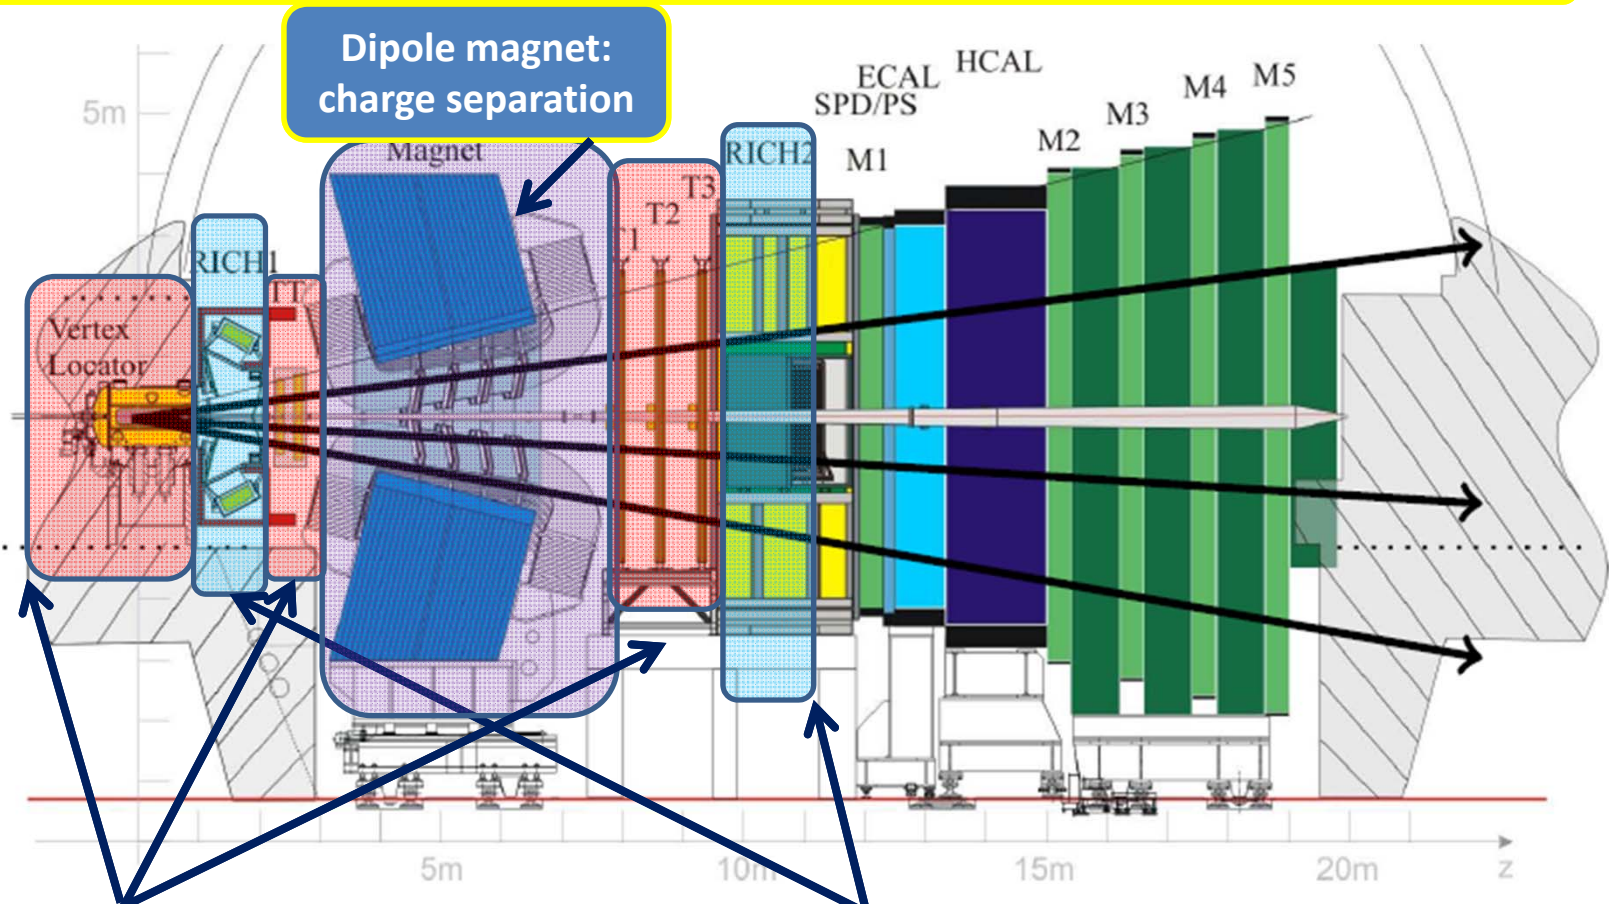 Dipole magnet:
charge separation
HCAL
ECAL
SPD/PS
M5
M4
M3
M2
M1
5m
Magnet
RICH2
T3
T2
RICH1
TT
Vertex
Locator
5m
10m
15m
20m
z